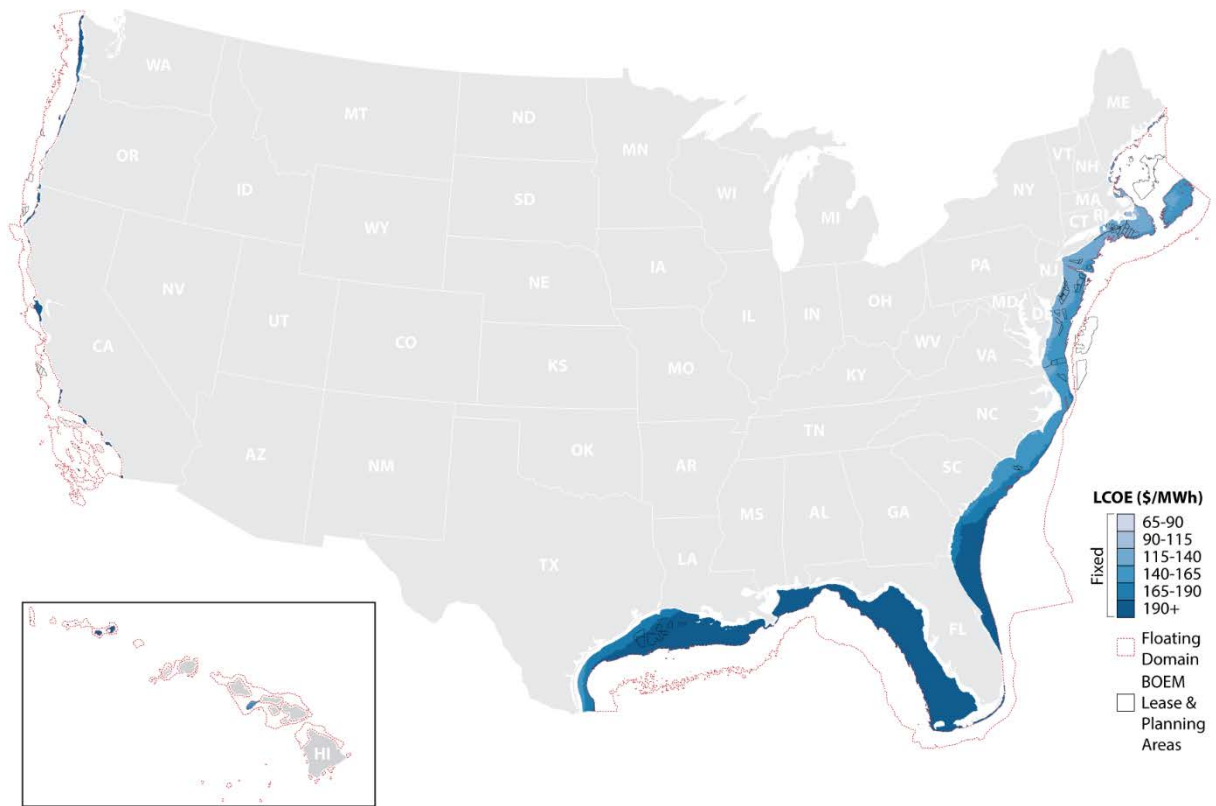 WA
MT
ND
MN
ME
OR
ID
SD
WI
MI
VT
NH
NY
MA
CT
RI
WY
IA
PA
NJ
NV
UT
CO
NE
IL
IN
OH
MD
DE
WV
VA
CA
KS
MO
KY
NC
AZ
NM
OK
AR
TN
SC
MS
AL
GA
TX
LA
FL
HI
LCOE ($/MWh)
Fixed
65-90
90-115
115-140
140-165
165-190
190+
Floating
Domain
BOEM
Lease &
Planning
Areas